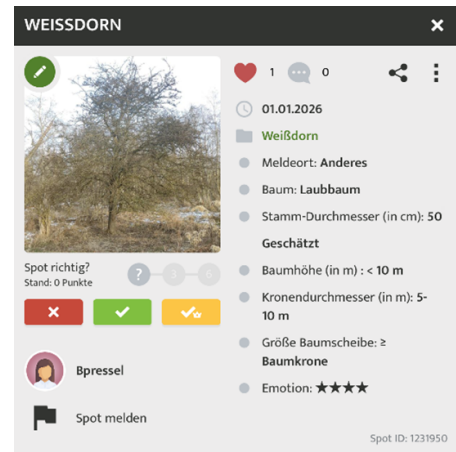 WEISSDORN
1 0
01.01.2026
Weißdorn
Meldeort: Anderes
Baum: Laubbaum
Stamm-Durchmesser (in cm): 50
Geschätzt
Baumhöhe (in m) : < 10 m
Kronendurchmesser (in m): 5-
10 m
Größe Baumscheibe: ≥
Baumkrone
Emotion: ★★★★
Spot richtig?
Stand: 0 Punkte
? 3 6
Bpressel
Spot melden
Spot ID: 1231950